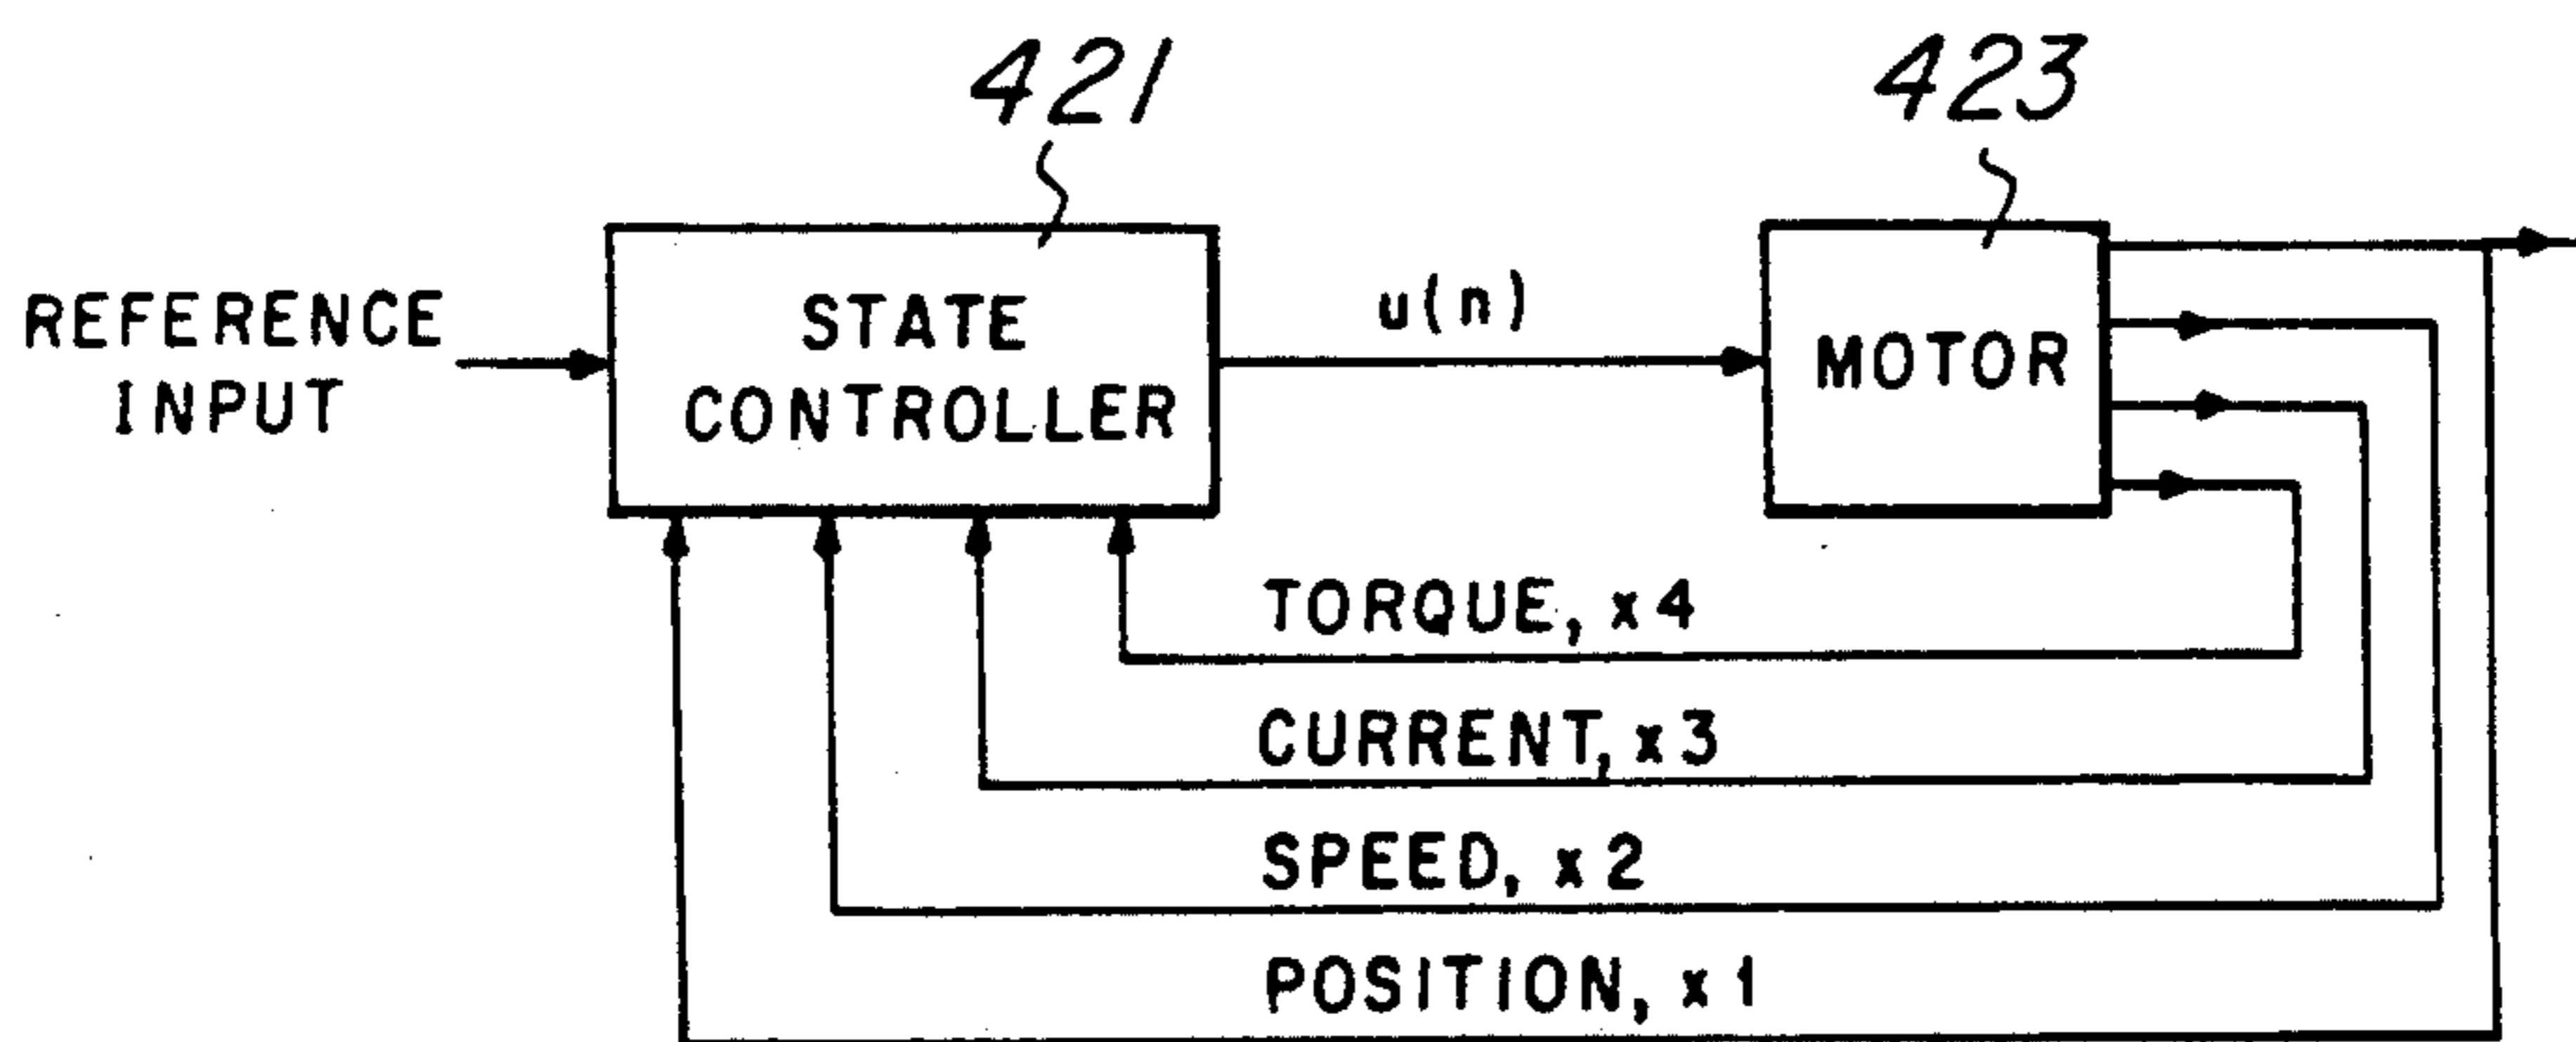 421
423
REFERENCE
INPUT
STATE
CONTROLLER
u(n)
MOTOR
TORQUE, x4
CURRENT, x3
SPEED, x2
POSITION, x1